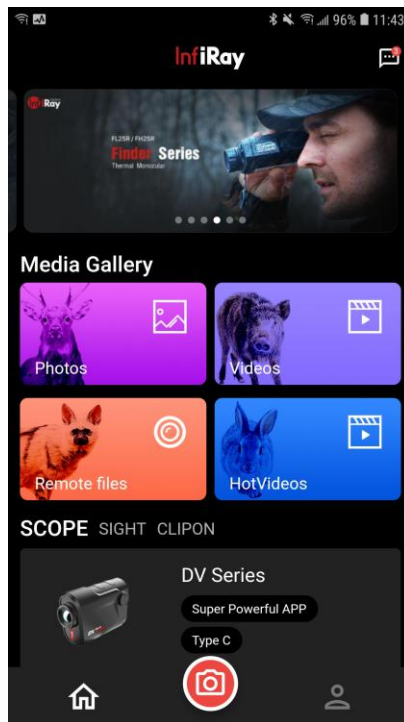 96% 11:43
InfiRay
3
InfiRay
FL25R / FH25R
Finder Series
Thermal Monocular
Media Gallery
Photos
Videos
Remote files
HotVideos
SCOPE SIGHT CLIPON
DV Series
Super Powerful APP
Type C